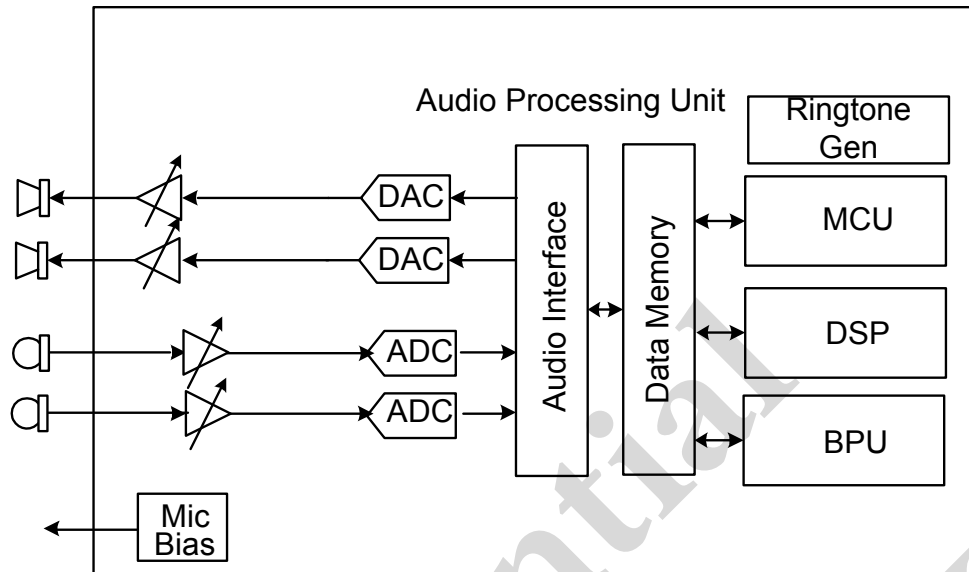 Audio Processing Unit
Ringtone
Gen
DAC
MCU
DAC
Audio Interface
Data Memory
ADC
DSP
ADC
BPU
Mic
Bias